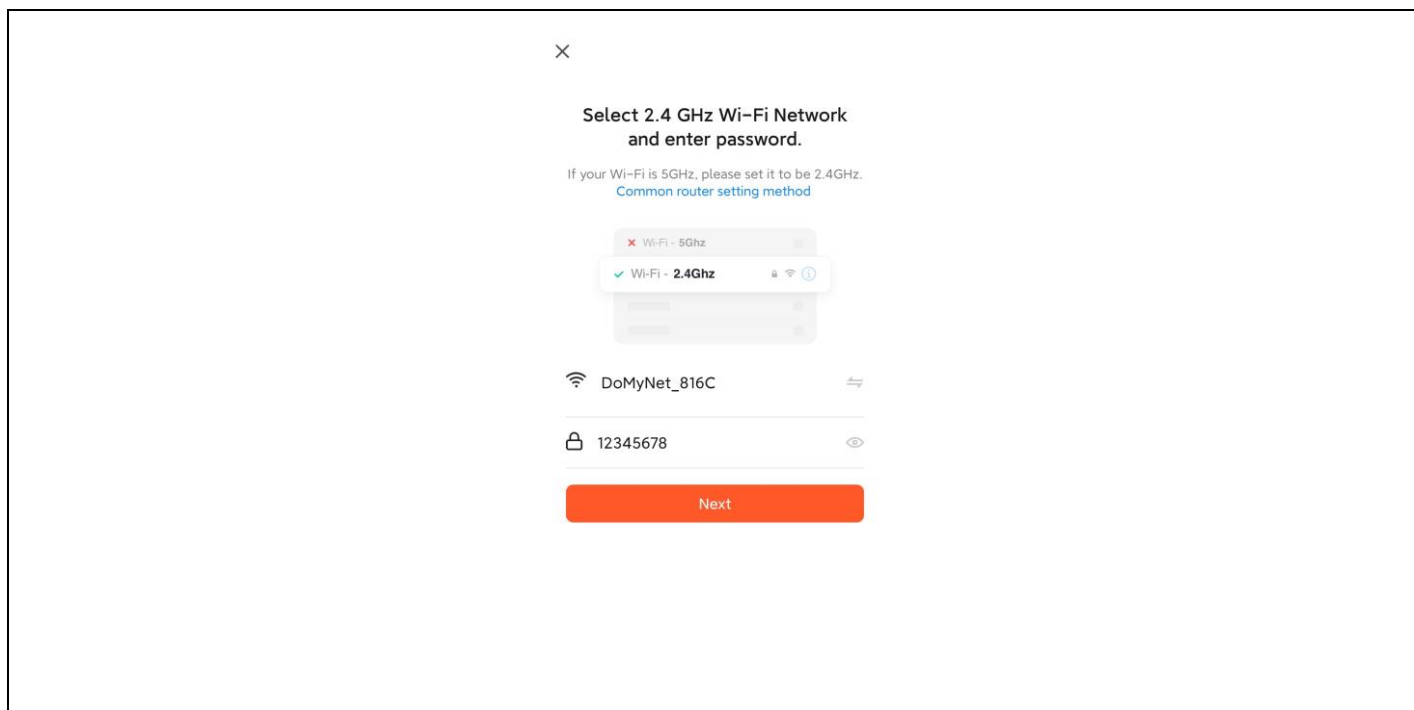 Select 2.4 GHz Wi-Fi Network
and enter password.
If your Wi-Fi is 5GHz, please set it to be 2.4GHz.
Common router setting method
Wi-Fi - 5Ghz
Wi-Fi - 2.4Ghz
DoMyNet_816C
12345678
Next